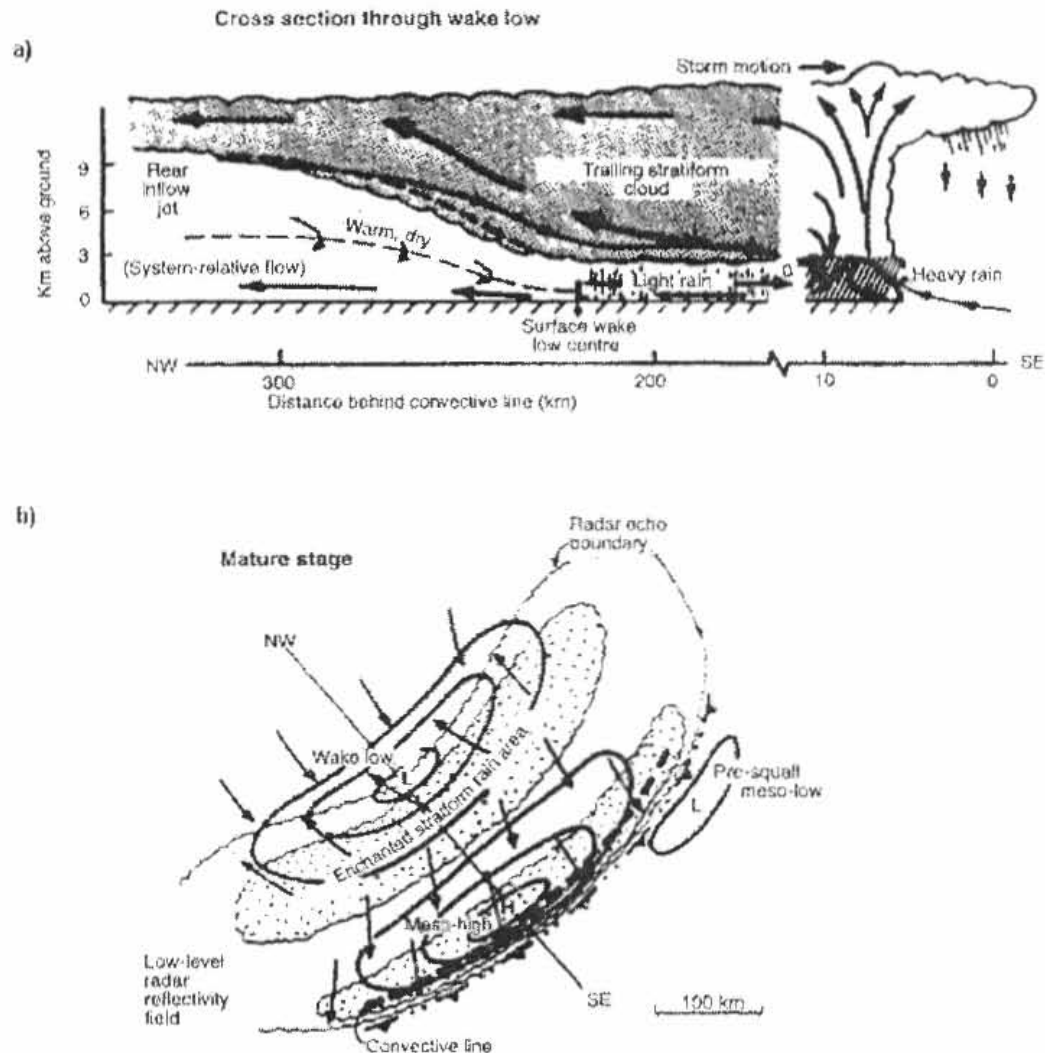 Cross section through wake low
a)
Storm motion
9
6
3
0
Km above ground
Rear
inflow
jet
Trailing stratiform
cloud
Warm, dry
(System-relative flow)
Light rain
Heavy rain
Surface wake
low centre
NW
SE
300
200
10
0
Distance behind convective line (km)
b)
Radar echo
boundary
Mature stage
NW
Wake low
L
Enchanted stratiform rain area
Pre-squall
meso-low
L
H
Meso-high
Low-level
radar
reflectivity
field
SE
100 km
Convective line